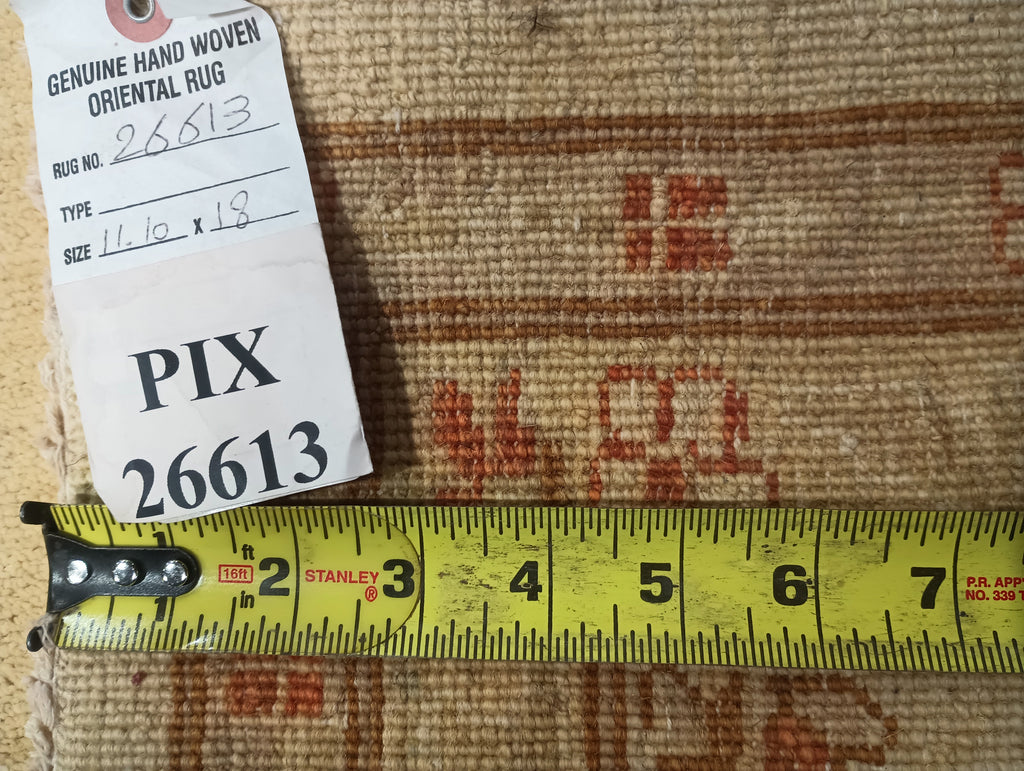 GENUINE HAND WOVEN
ORIENTAL RUG
RUG NO. 26613
TYPE
SIZE 11.10 X 18
PIX
26613
1 2 3 4 5 6 7
ft
16ft
in
STANLEY
®
1
P.R. APP
NO. 339 T